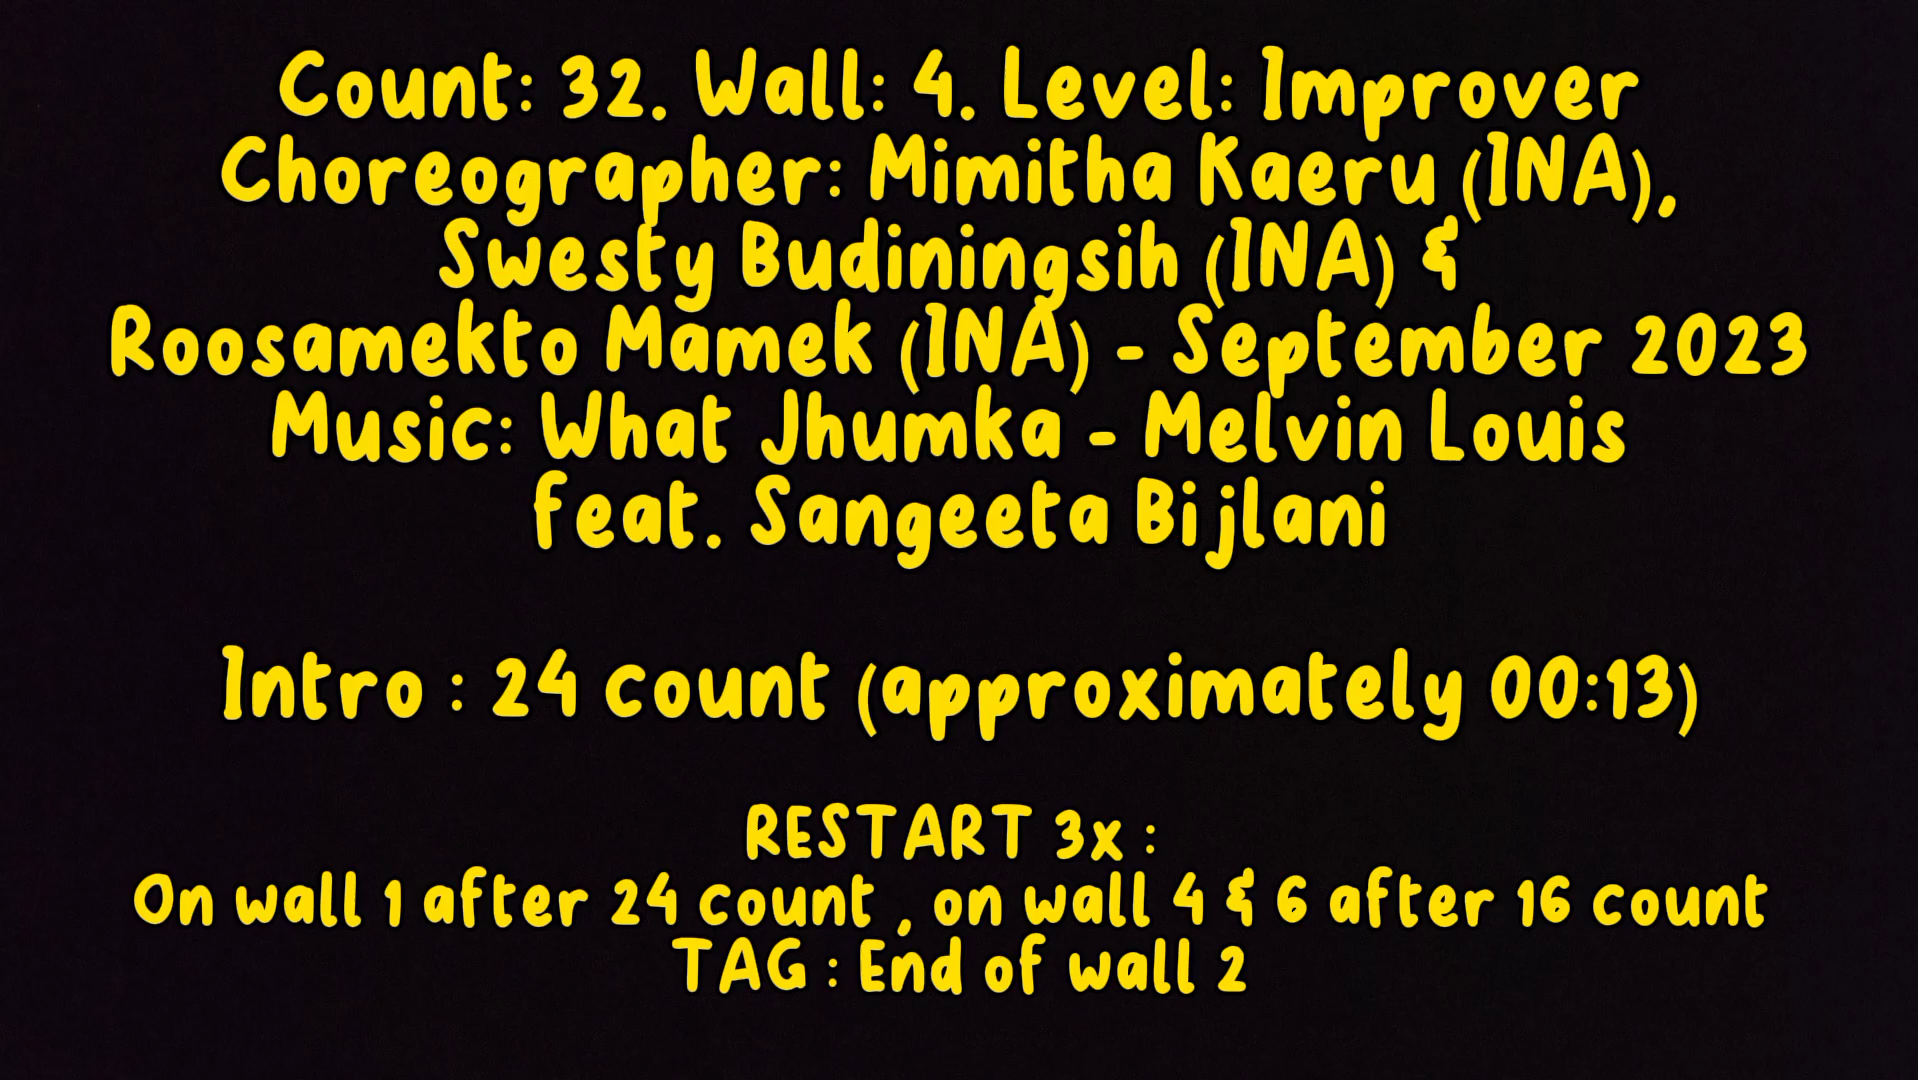 Count: 32. Wall: 4. Level: Improver
Choreographer: Mimitha Kaeru (INA),
Swesty Budiningsih (INA) &
Roosamekto Mamek (INA) - September 2023
Music: What Jhumka - Melvin Louis
feat. Sangeeta Bijlani
Intro : 24 count (approximately 00:13)
RESTART 3x :
On wall 1 after 24 count , on wall 4 & 6 after 16 count
TAG : End of wall 2